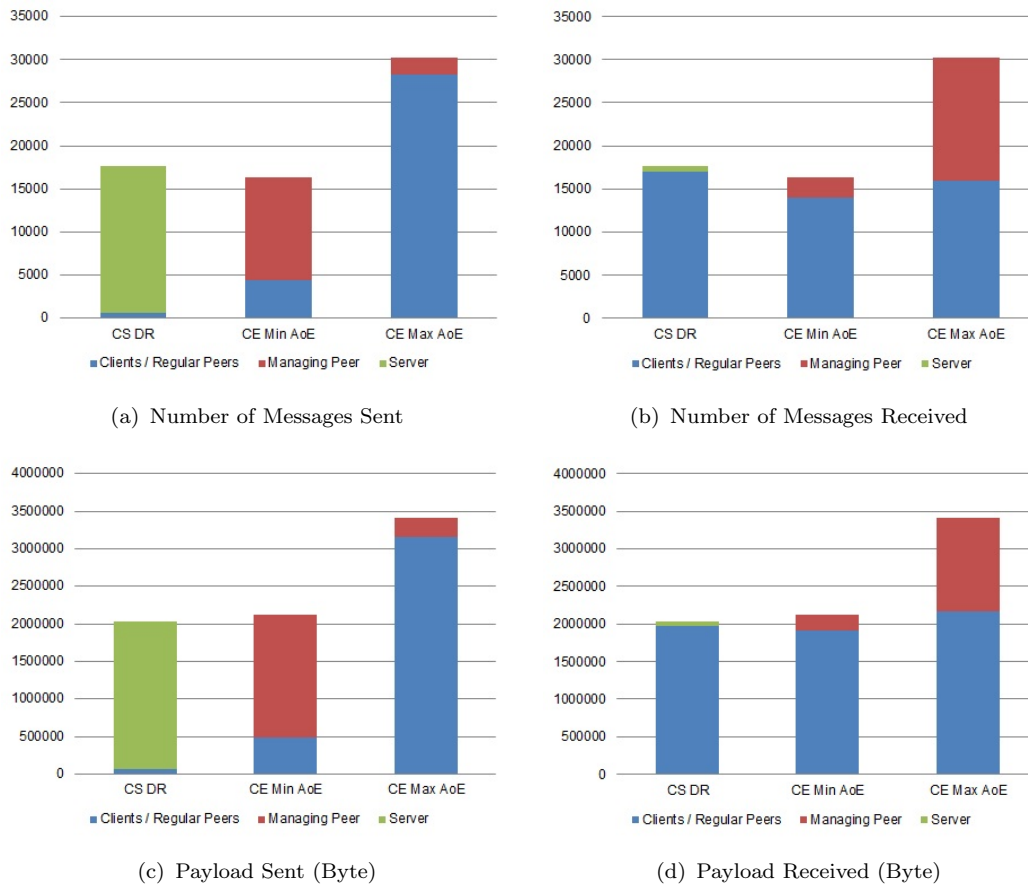 35000
30000
25000
20000
15000
10000
5000
0
CS DR CE Min AoE CE Max AoE
Clients / Regular Peers Managing Peer Server
(a) Number of Messages Sent
35000
30000
25000
20000
15000
10000
5000
0
CS DR CE Min AoE CE Max AoE
Clients / Regular Peers Managing Peer Server
(b) Number of Messages Received
4000000
3500000
3000000
2500000
2000000
1500000
1000000
500000
0
CS DR CE Min AoE CE Max AoE
Clients / Regular Peers Managing Peer Server
(c) Payload Sent (Byte)
4000000
3500000
3000000
2500000
2000000
1500000
1000000
500000
0
CS DR CE Min AoE CE Max AoE
Clients / Regular Peers Managing Peer Server
(d) Payload Received (Byte)